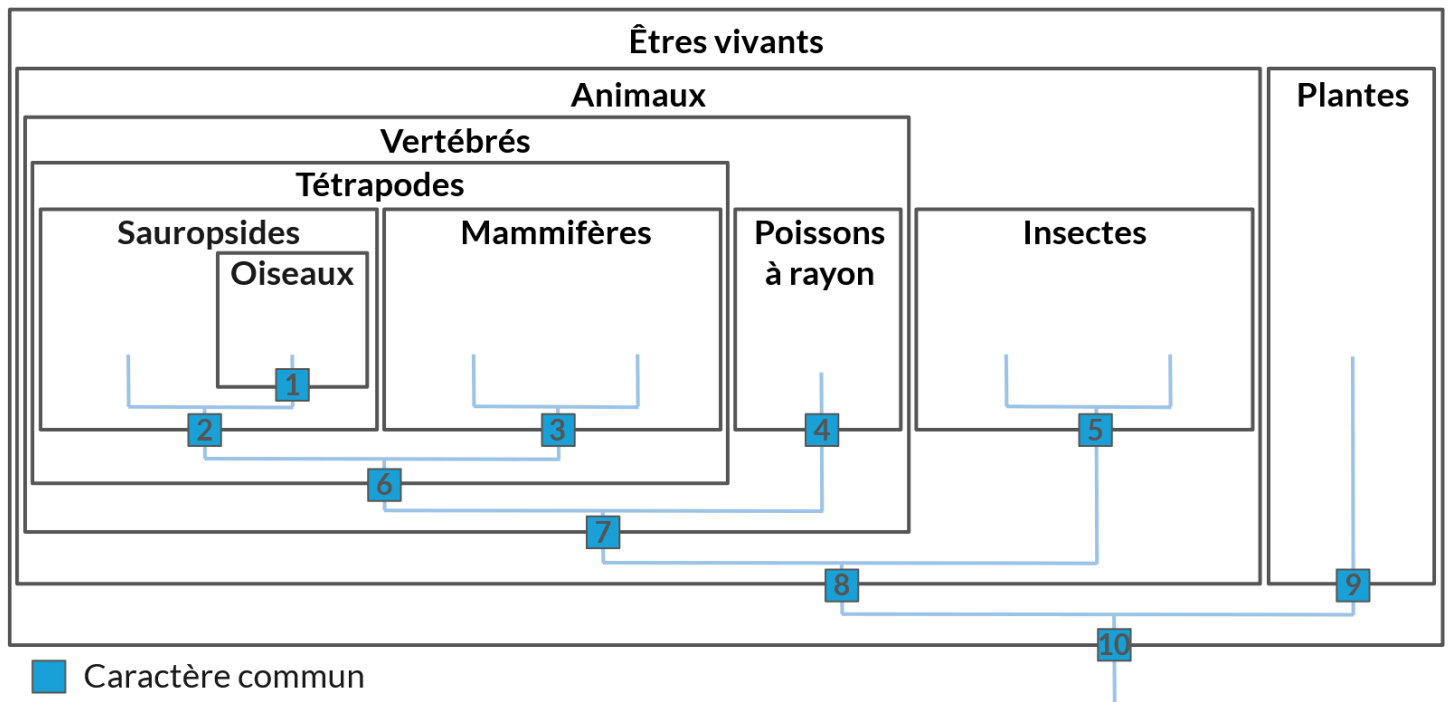 Êtres vivants
Animaux
Plantes
Vertébrés
Tétrapodes
Sauropsides
Mammifères
Poissons
à rayon
Insectes
Oiseaux
1
2
3
4
5
6
7
8
9
10
Caractère commun